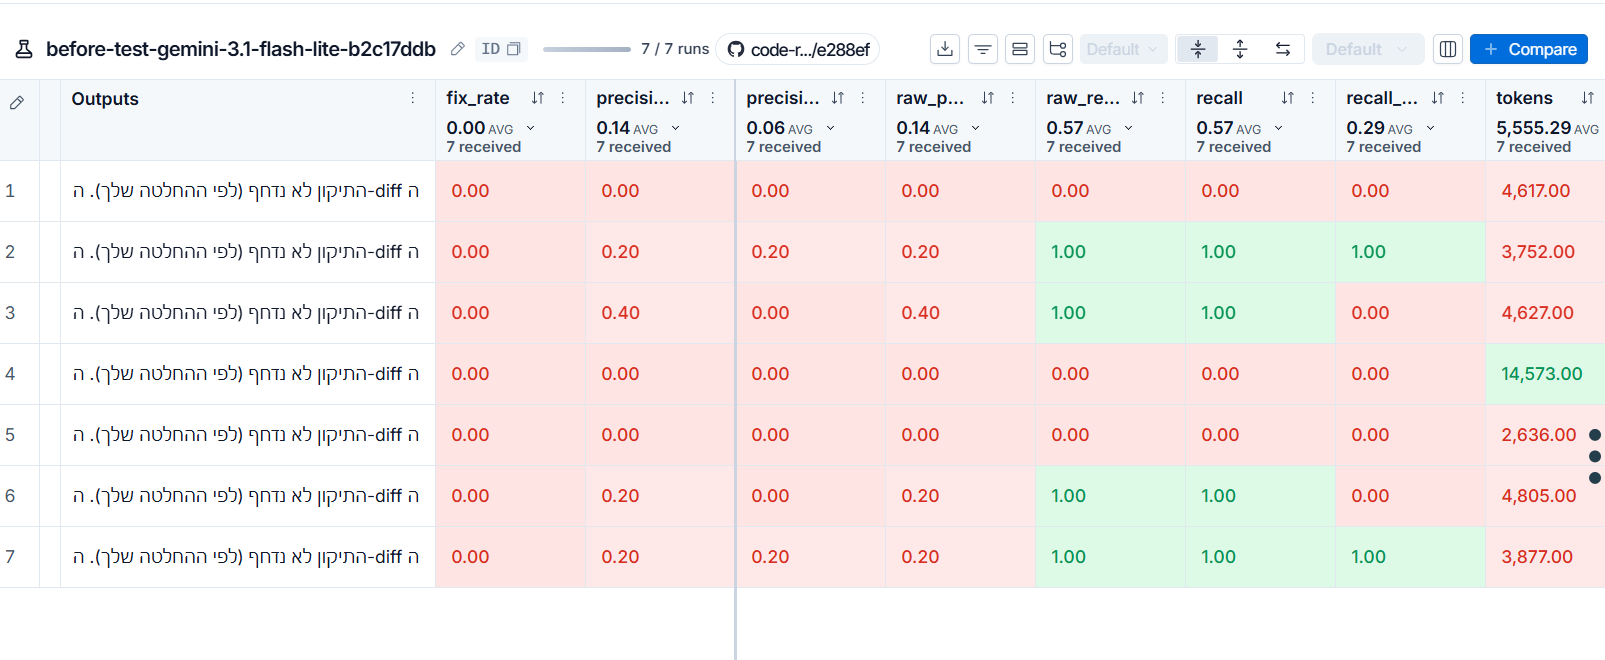 before-test-gemini-3.1-flash-lite-b2c17ddb ID 7 / 7 runs code-r.../e288ef Default Default + Compare
Outputs fix_rate precisi... precisi... raw_p... raw_re... recall recall_... tokens
0.00 AVG 0.14 AVG 0.06 AVG 0.14 AVG 0.57 AVG 0.57 AVG 0.29 AVG 5,555.29 AVG
7 received 7 received 7 received 7 received 7 received 7 received 7 received 7 received
1 התיקון לא נדחף (לפי ההחלטה שלך). ה-diff ה 0.00 0.00 0.00 0.00 0.00 0.00 0.00 4,617.00
2 התיקון לא נדחף (לפי ההחלטה שלך). ה-diff ה 0.00 0.20 0.20 0.20 1.00 1.00 1.00 3,752.00
3 התיקון לא נדחף (לפי ההחלטה שלך). ה-diff ה 0.00 0.40 0.00 0.40 1.00 1.00 0.00 4,627.00
4 התיקון לא נדחף (לפי ההחלטה שלך). ה-diff ה 0.00 0.00 0.00 0.00 0.00 0.00 0.00 14,573.00
5 התיקון לא נדחף (לפי ההחלטה שלך). ה-diff ה 0.00 0.00 0.00 0.00 0.00 0.00 0.00 2,636.00
6 התיקון לא נדחף (לפי ההחלטה שלך). ה-diff ה 0.00 0.20 0.00 0.20 1.00 1.00 0.00 4,805.00
7 התיקון לא נדחף (לפי ההחלטה שלך). ה-diff ה 0.00 0.20 0.20 0.20 1.00 1.00 1.00 3,877.00